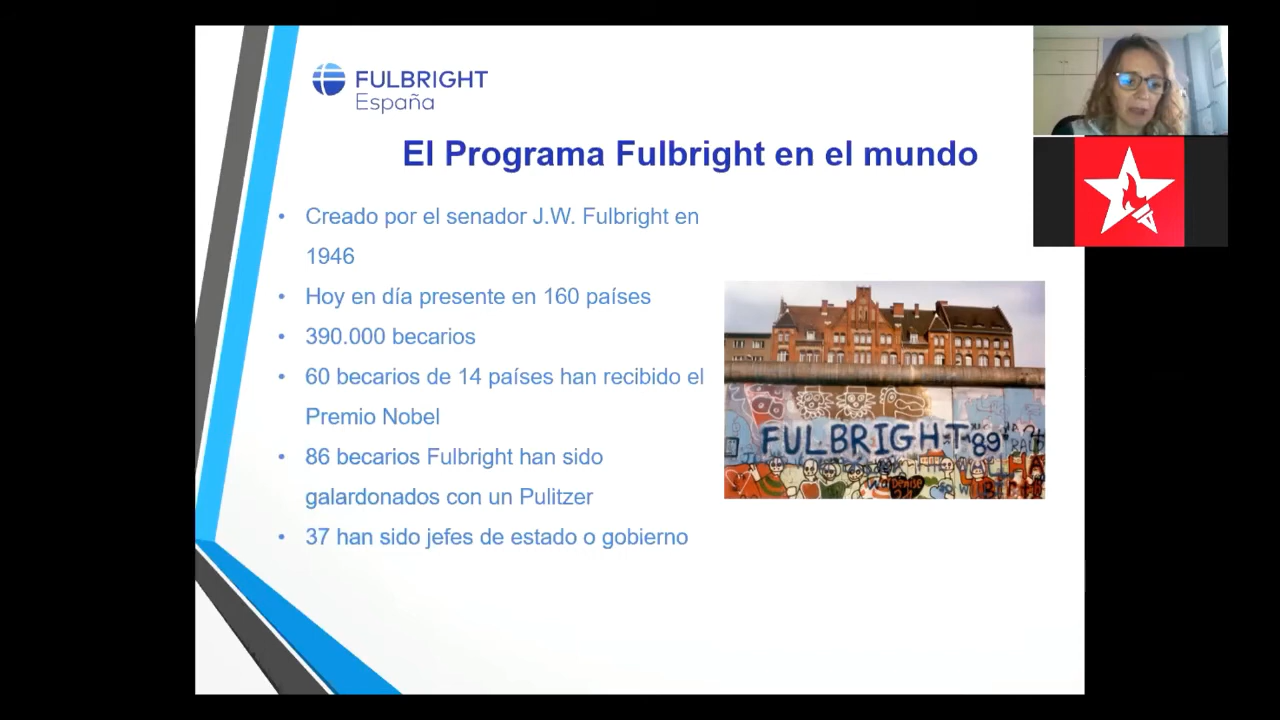 FULBRIGHT
España
El Programa Fulbright en el mundo
• Creado por el senador J.W. Fulbright en
1946
• Hoy en día presente en 160 países
• 390.000 becarios
• 60 becarios de 14 países han recibido el
Premio Nobel
• 86 becarios Fulbright han sido
galardonados con un Pulitzer
• 37 han sido jefes de estado o gobierno
FULBRIGHT '89
Denise